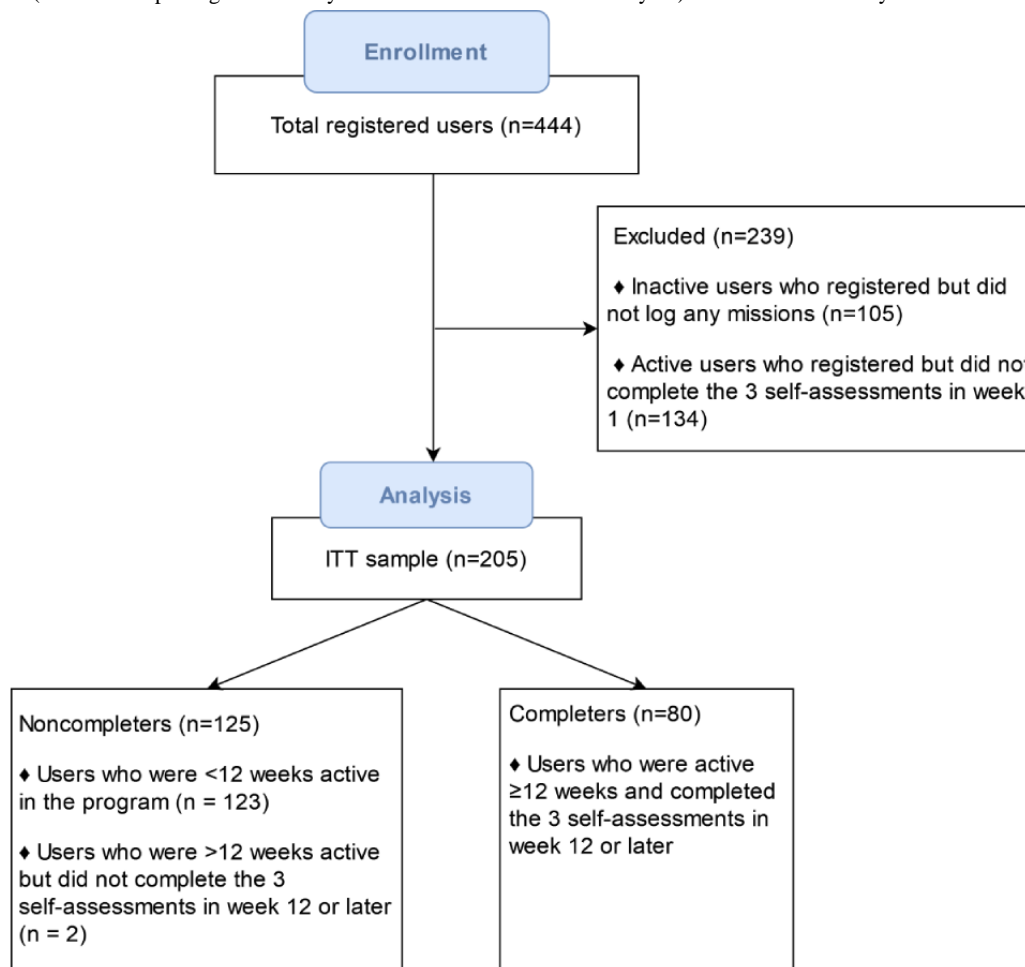 Enrollment
Total registered users (n=444)
Excluded (n=239)
♦ Inactive users who registered but did
not log any missions (n=105)
♦ Active users who registered but did not
complete the 3 self-assessments in week
1 (n=134)
Analysis
ITT sample (n=205)
Noncompleters (n=125)
♦ Users who were <12 weeks active
in the program (n = 123)
♦ Users who were >12 weeks active
but did not complete the 3
self-assessments in week 12 or later
(n = 2)
Completers (n=80)
♦ Users who were active
≥12 weeks and completed
the 3 self-assessments in
week 12 or later